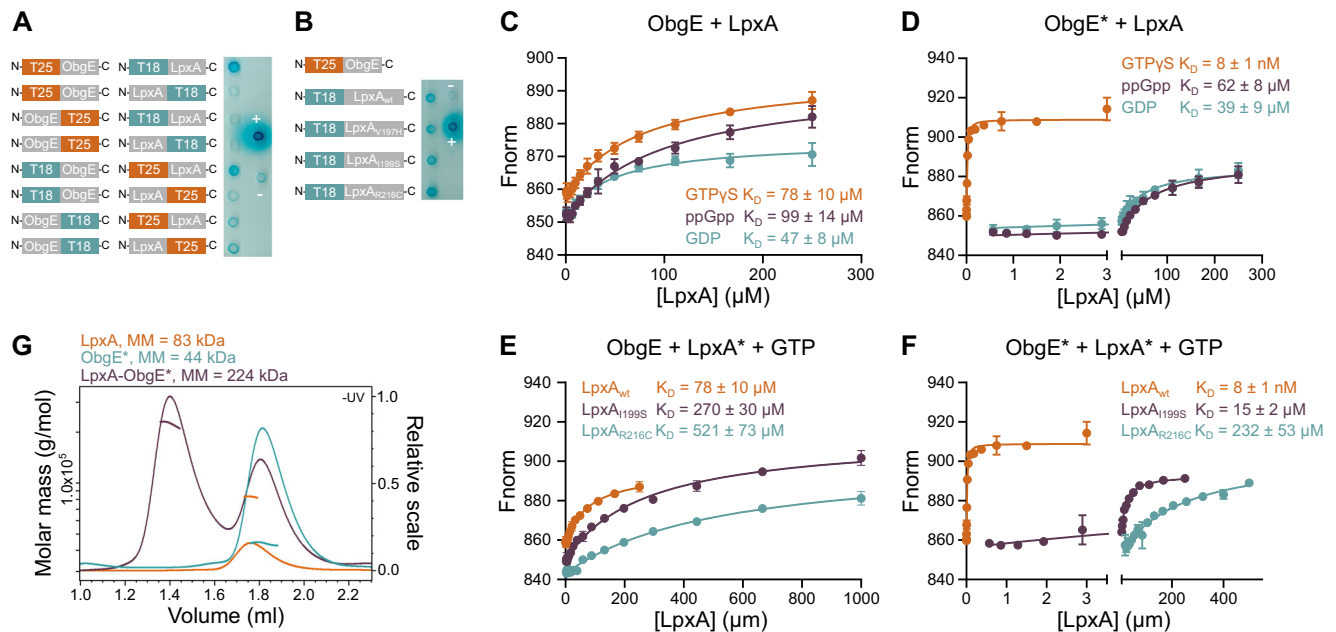 A
N- T25 ObgE -C N- T18 LpxA -C
N- T25 ObgE -C N- LpxA T18 -C
N- ObgE T25 -C N- T18 LpxA -C
+
N- ObgE T25 -C N- LpxA T18 -C
N- T18 ObgE -C N- T25 LpxA -C
N- T18 ObgE -C N- LpxA T25 -C
-
N- ObgE T18 -C N- T25 LpxA -C
N- ObgE T18 -C N- LpxA T25 -C
B
N- T25 ObgE -C
-
N- T18 LpxAwt -C
N- T18 LpxAV197H -C
+
N- T18 LpxAI199S -C
N- T18 LpxAR216C -C
C
ObgE + LpxA
Fnorm
900
890
880
870
860
850
840
GTPγS KD = 78 ± 10 µM
ppGpp KD = 99 ± 14 µM
GDP KD = 47 ± 8 µM
0 100 200 300
[LpxA] (µM)
D
ObgE* + LpxA
Fnorm
940
920
900
880
860
840
GTPγS KD = 8 ± 1 nM
ppGpp KD = 62 ± 8 µM
GDP KD = 39 ± 9 µM
0 1 2 3 100 200 300
[LpxA] (µM)
G
LpxA, MM = 83 kDa
ObgE*, MM = 44 kDa
LpxA-ObgE*, MM = 224 kDa
-UV
Molar mass (g/mol)
1.0×10⁵
Relative scale
1.0
0.5
0.0
1.0 1.2 1.4 1.6 1.8 2.0 2.2
Volume (ml)
E
ObgE + LpxA* + GTP
Fnorm
940
920
900
880
860
840
LpxAwt KD = 78 ± 10 µM
LpxAI199S KD = 270 ± 30 µM
LpxAR216C KD = 521 ± 73 µM
0 200 400 600 800 1000
[LpxA] (µm)
F
ObgE* + LpxA* + GTP
Fnorm
940
920
900
880
860
840
LpxAwt KD = 8 ± 1 nM
LpxAI199S KD = 15 ± 2 µM
LpxAR216C KD = 232 ± 53 µM
0 1 2 3 200 400
[LpxA] (µm)